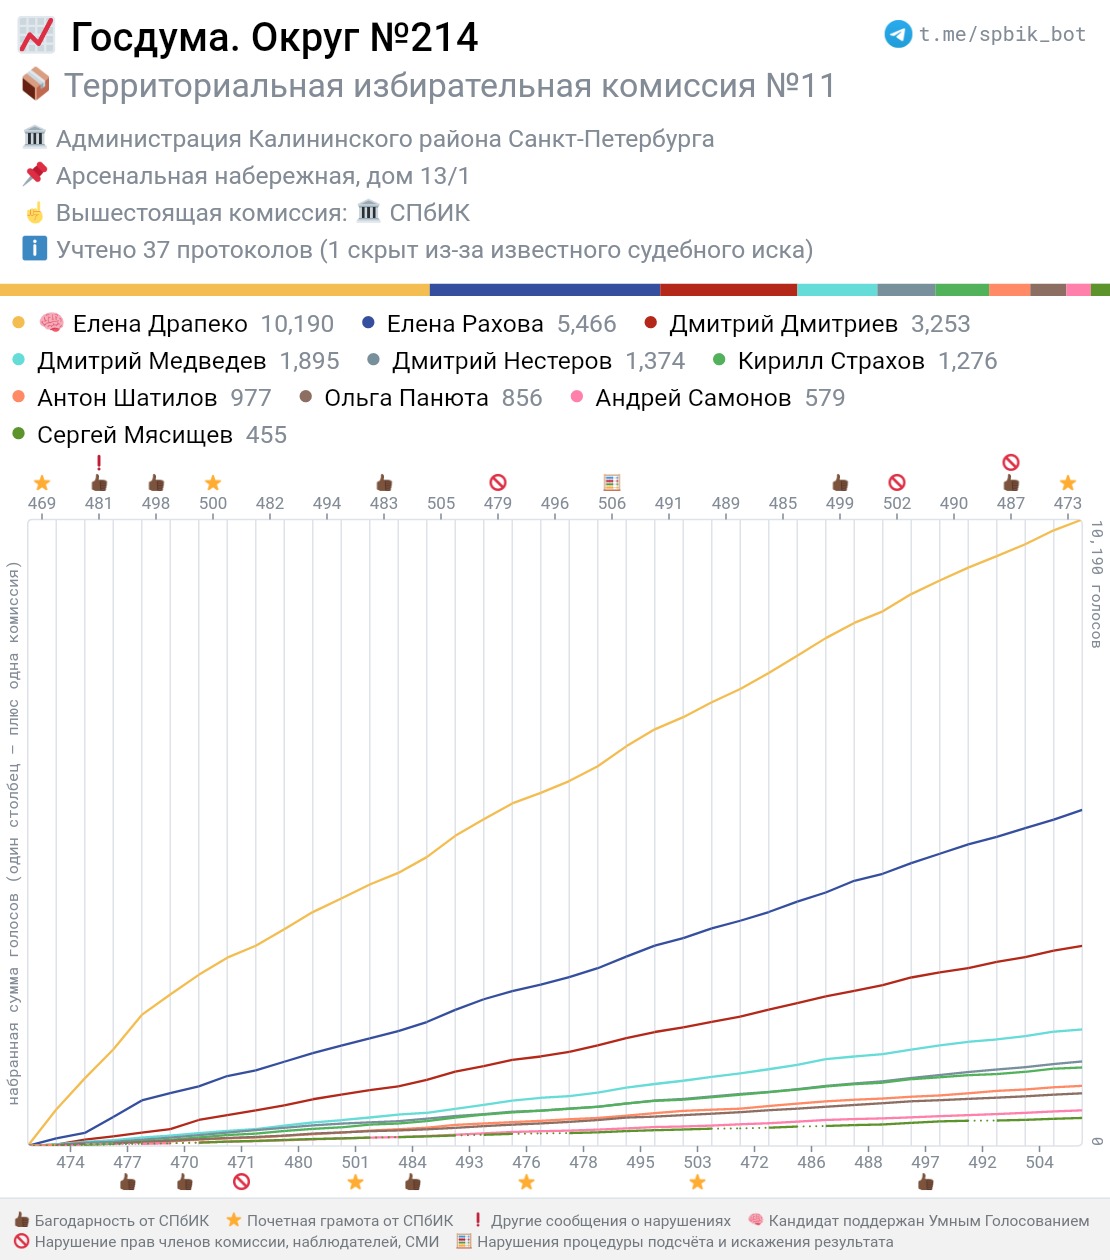 Госдума. Округ №214
t.me/spbik_bot
Территориальная избирательная комиссия №11
Администрация Калининского района Санкт-Петербурга
Арсенальная набережная, дом 13/1
Вышестоящая комиссия: СПбИК
Учтено 37 протоколов (1 скрыт из-за известного судебного иска)
Елена Драпеко 10,190 Елена Рахова 5,466 Дмитрий Дмитриев 3,253
Дмитрий Медведев 1,895 Дмитрий Нестеров 1,374 Кирилл Страхов 1,276
Антон Шатилов 977 Ольга Панюта 856 Андрей Самонов 579
Сергей Мясищев 455
469 481 498 500 482 494 483 505 479 496 506 491 489 485 499 502 490 487 473
набранная сумма голосов (один столбец — плюс одна комиссия)
10,190 голосов
0
474 477 470 471 480 501 484 493 476 478 495 503 472 486 488 497 492 504
Багодарность от СПбИК Почетная грамота от СПбИК Другие сообщения о нарушениях Кандидат поддержан Умным Голосованием
Нарушение прав членов комиссии, наблюдателей, СМИ Нарушения процедуры подсчёта и искажения результата